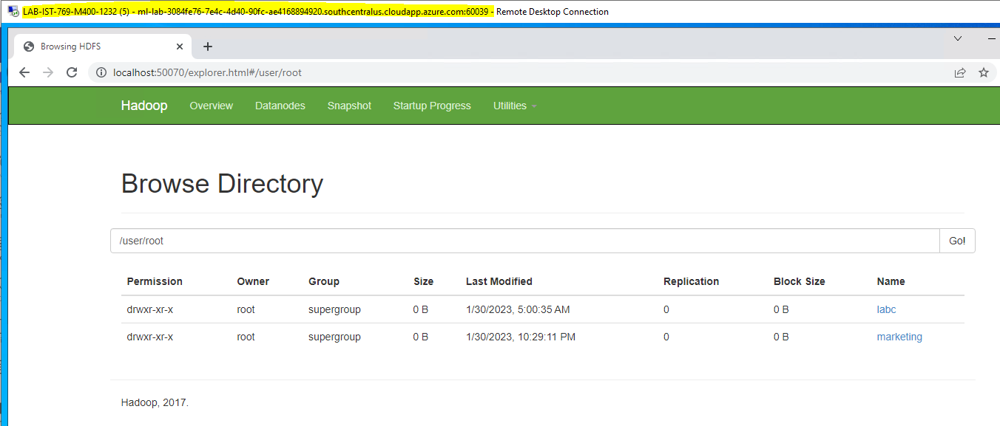 LAB-IST-769-M400-1232 (5) - ml-lab-3084fe76-7e4c-4d40-90fc-ae4168894920.southcentralus.cloudapp.azure.com:60039 - Remote Desktop Connection
Browsing HDFS
localhost:50070/explorer.html#/user/root
Hadoop Overview Datanodes Snapshot Startup Progress Utilities
Browse Directory
/user/root Go!
Permission Owner Group Size Last Modified Replication Block Size Name
drwxr-xr-x root supergroup 0 B 1/30/2023, 5:00:35 AM 0 0 B labc
drwxr-xr-x root supergroup 0 B 1/30/2023, 10:29:11 PM 0 0 B marketing
Hadoop, 2017.